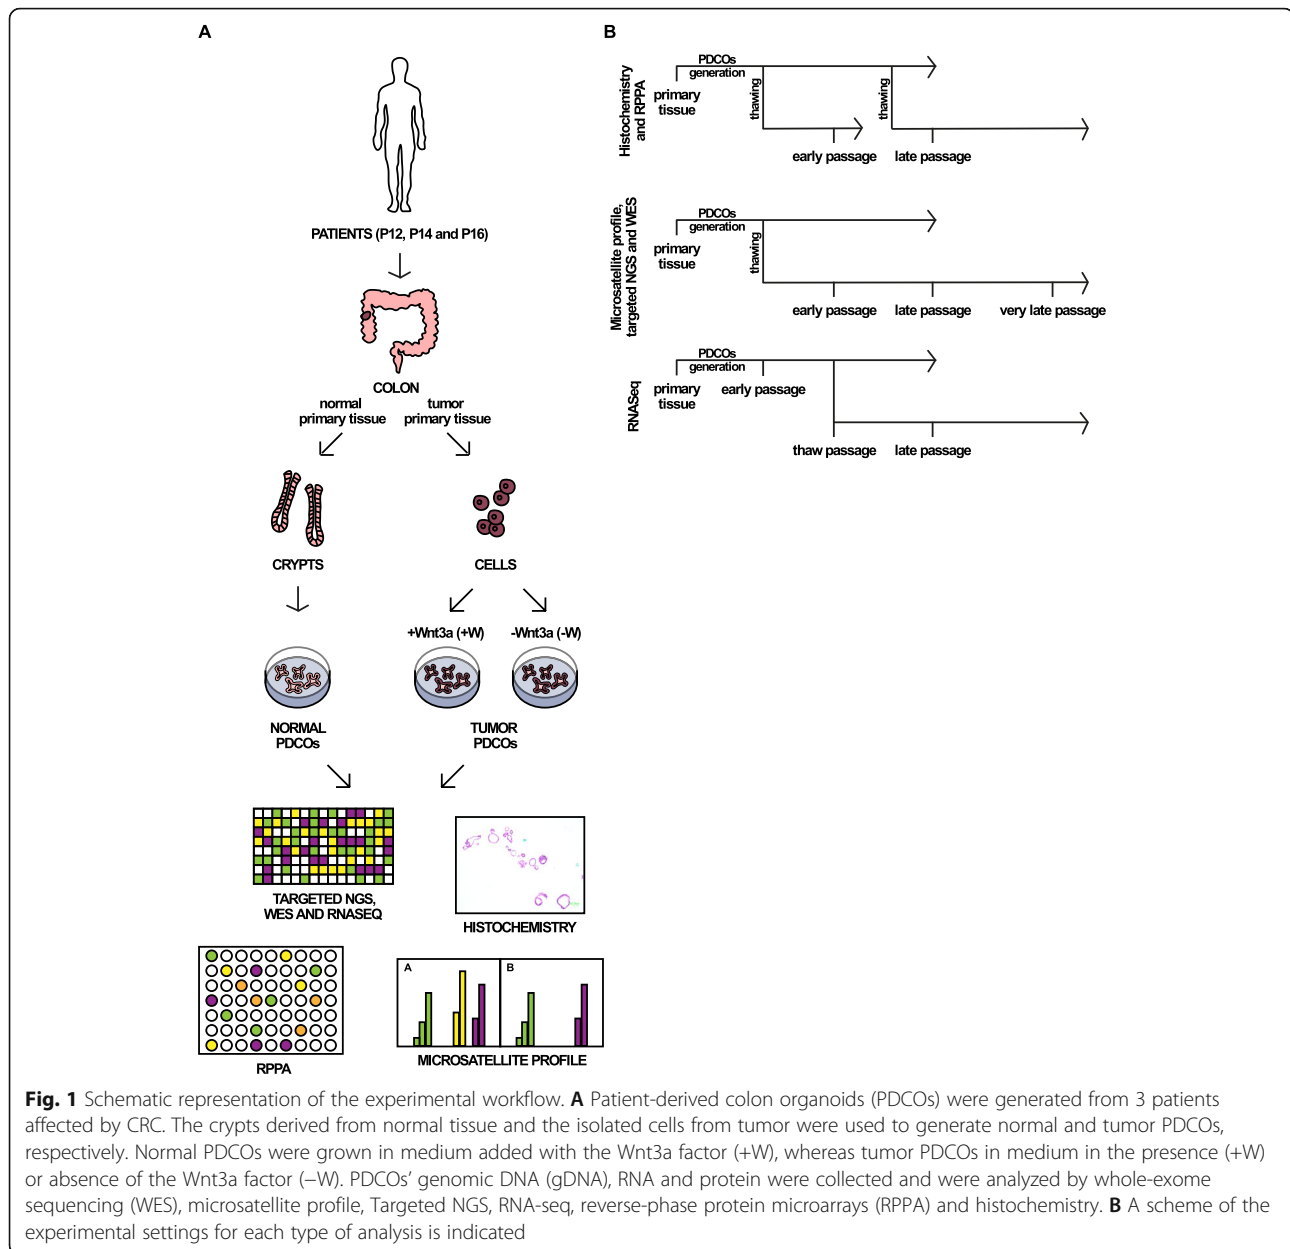 A
PATIENTS (P12, P14 and P16)
COLON
normal
primary tissue
tumor
primary tissue
CRYPTS
CELLS
+Wnt3a (+W)
-Wnt3a (-W)
NORMAL
PDCOs
TUMOR
PDCOs
TARGETED NGS,
WES AND RNASEQ
HISTOCHEMISTRY
RPPA
A
B
MICROSATELLITE PROFILE
B
Histochemistry
and RPPA
PDCOs
generation
primary
tissue
thawing
thawing
early passage
late passage
Microsatellite profile,
targeted NGS and WES
PDCOs
generation
primary
tissue
thawing
early passage
late passage
very late passage
RNASeq
PDCOs
generation
primary
tissue
early passage
thaw passage
late passage
Fig. 1 Schematic representation of the experimental workflow. A Patient-derived colon organoids (PDCOs) were generated from 3 patients
affected by CRC. The crypts derived from normal tissue and the isolated cells from tumor were used to generate normal and tumor PDCOs,
respectively. Normal PDCOs were grown in medium added with the Wnt3a factor (+W), whereas tumor PDCOs in medium in the presence (+W)
or absence of the Wnt3a factor (−W). PDCOs' genomic DNA (gDNA), RNA and protein were collected and were analyzed by whole-exome
sequencing (WES), microsatellite profile, Targeted NGS, RNA-seq, reverse-phase protein microarrays (RPPA) and histochemistry. B A scheme of the
experimental settings for each type of analysis is indicated